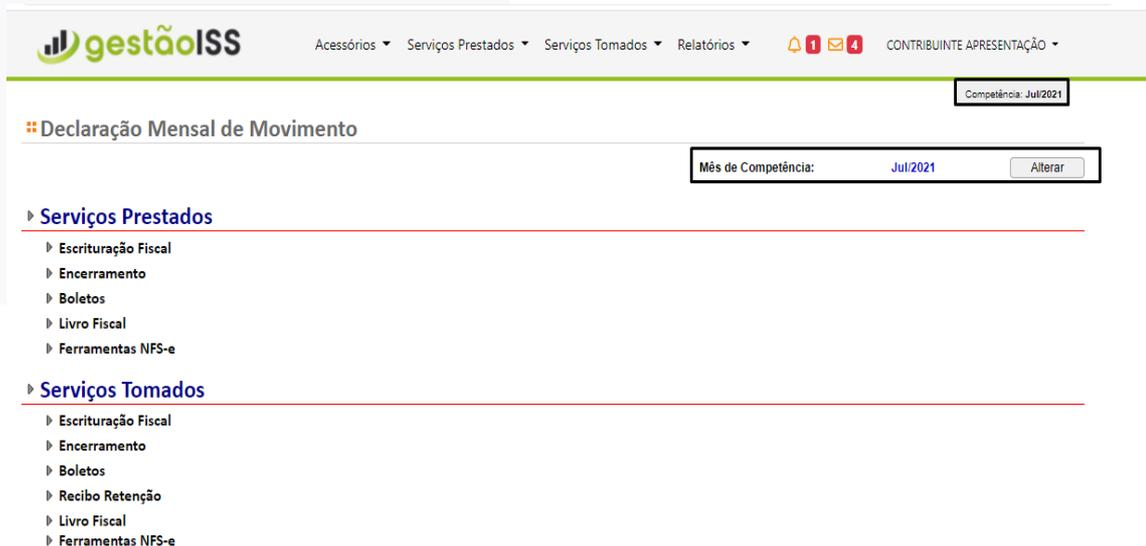 gestãoISS
Acessórios Serviços Prestados Serviços Tomados Relatórios 1 4 CONTRIBUINTE APRESENTAÇÃO
Competência: Jul/2021
Declaração Mensal de Movimento
Mês de Competência: Jul/2021 Alterar
Serviços Prestados
Escrituração Fiscal
Encerramento
Boletos
Livro Fiscal
Ferramentas NFS-e
Serviços Tomados
Escrituração Fiscal
Encerramento
Boletos
Recibo Retenção
Livro Fiscal
Ferramentas NFS-e